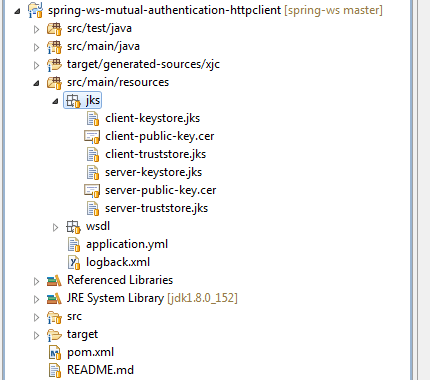 spring-ws-mutual-authentication-httpclient [spring-ws master]
src/test/java
src/main/java
target/generated-sources/xjc
src/main/resources
jks
client-keystore.jks
client-public-key.cer
client-truststore.jks
server-keystore.jks
server-public-key.cer
server-truststore.jks
wsdl
application.yml
logback.xml
Referenced Libraries
JRE System Library [jdk1.8.0_152]
src
target
pom.xml
README.md